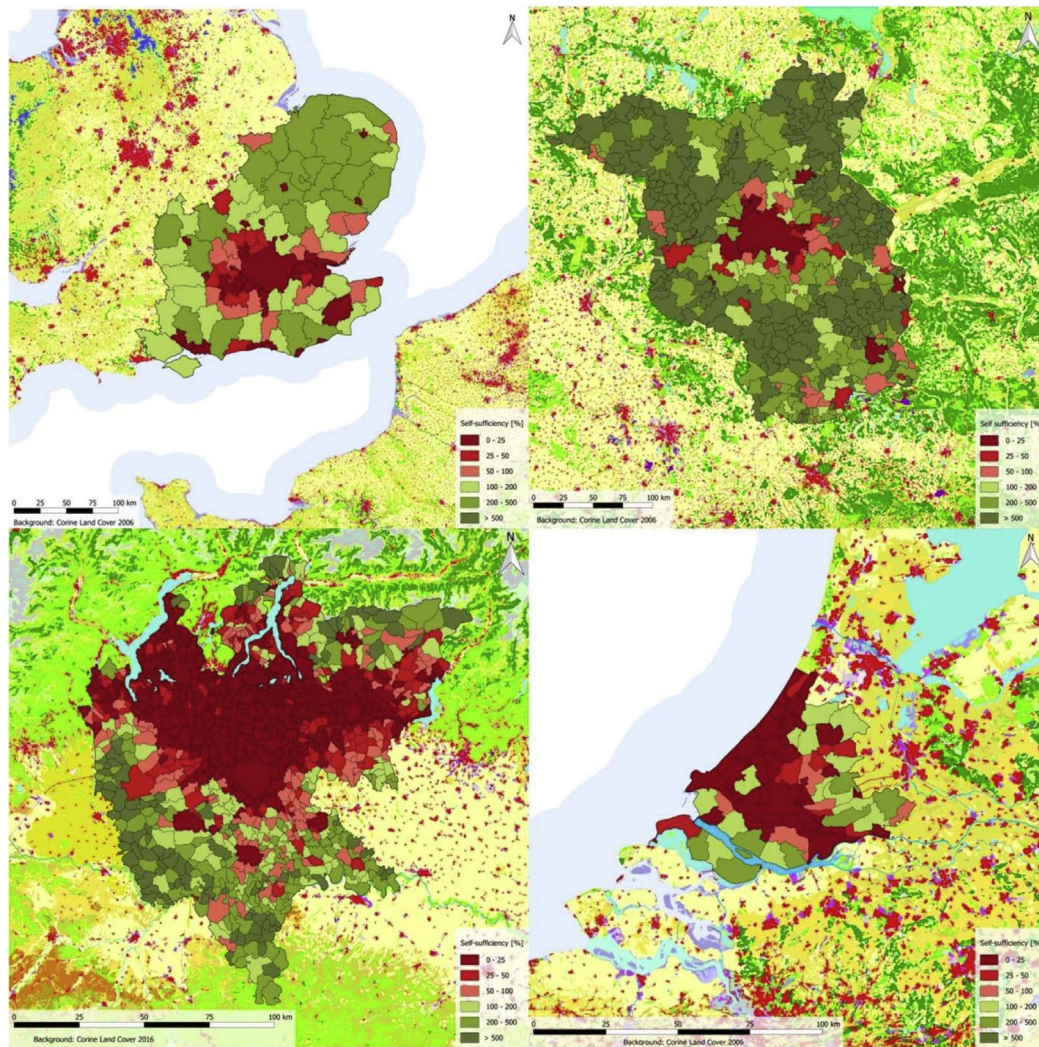 N
Self-sufficiency [%]
0 - 25
25 - 50
50 - 100
100 - 200
200 - 500
> 500
0 25 50 75 100 km
Background: Corine Land Cover 2006
N
Self-sufficiency [%]
0 - 25
25 - 50
50 - 100
100 - 200
200 - 500
> 500
0 25 50 75 100 km
Background: Corine Land Cover 2006
N
Self-sufficiency [%]
0 - 25
25 - 50
50 - 100
100 - 200
200 - 500
> 500
0 25 50 100 km
Background: Corine Land Cover 2016
N
Self-sufficiency [%]
0 - 25
25 - 50
50 - 100
100 - 200
200 - 500
> 500
0 25 50 100 km
Background: Corine Land Cover 2006